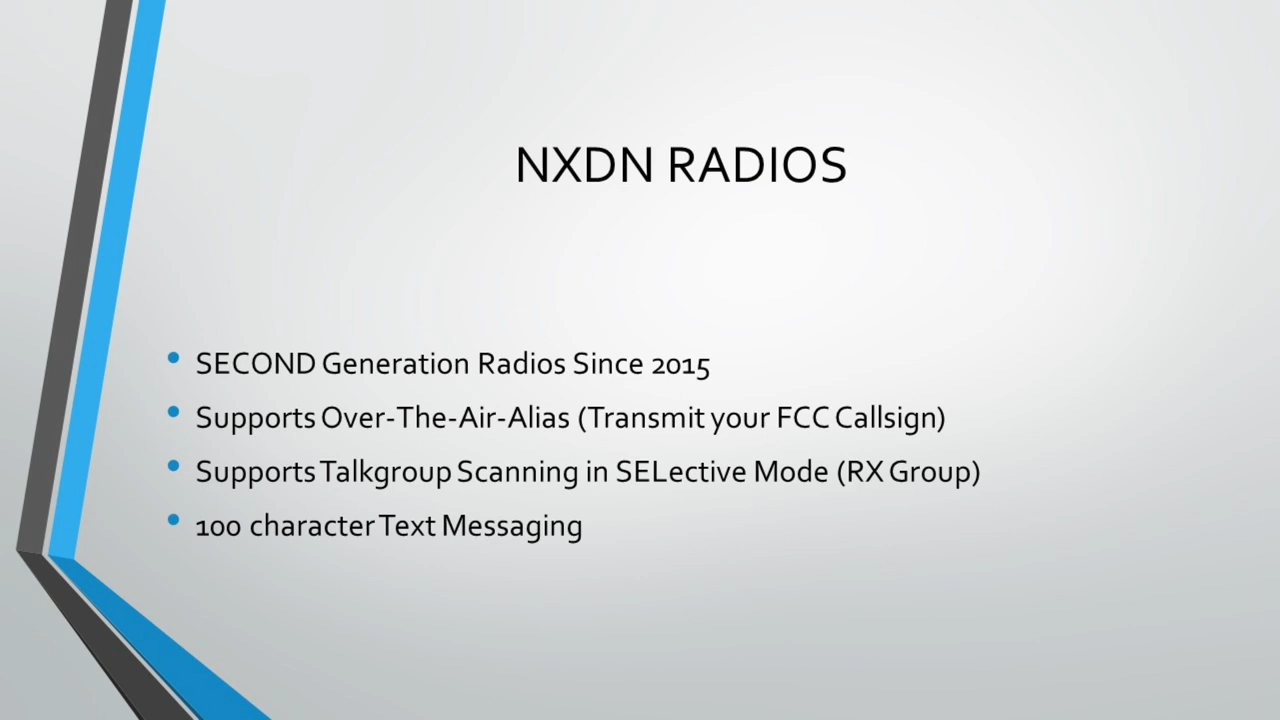 NXDN RADIOS
• SECOND Generation Radios Since 2015
• Supports Over-The-Air-Alias (Transmit your FCC Callsign)
• Supports Talkgroup Scanning in SELective Mode (RX Group)
• 100 character Text Messaging